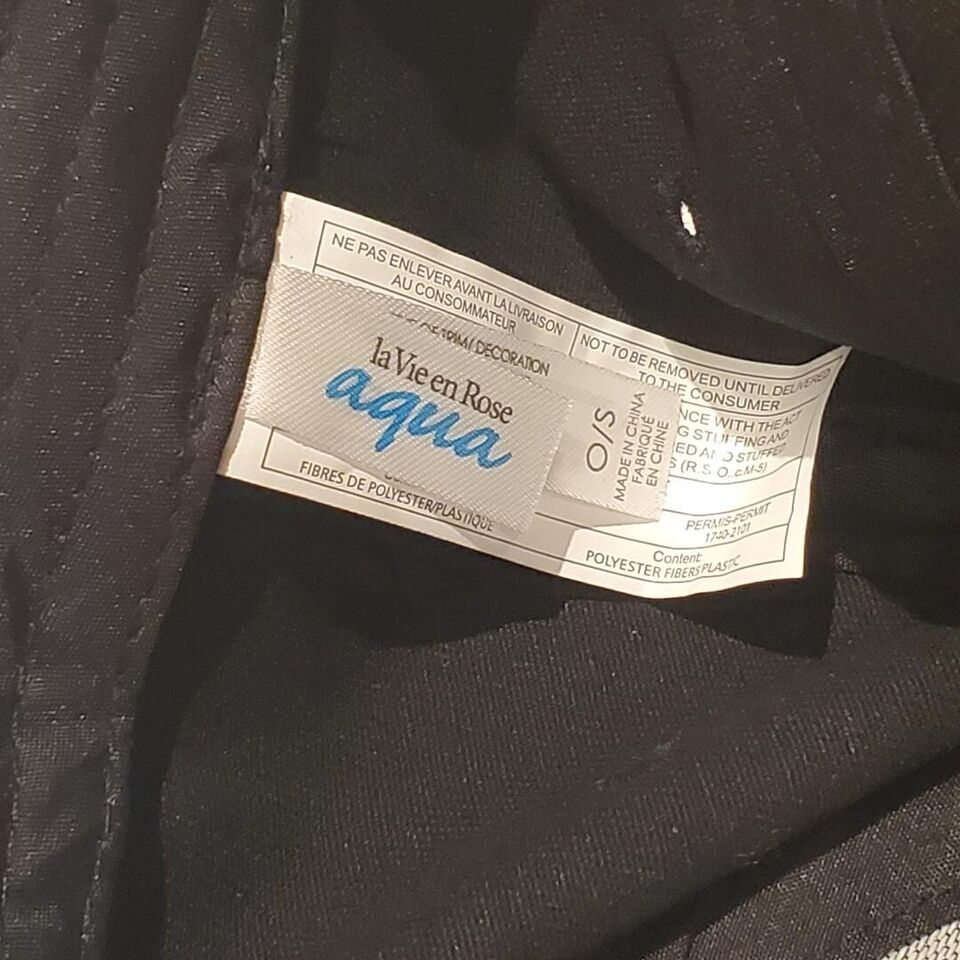 NE PAS ENLEVER AVANT LA LIVRAISON
AU CONSOMMATEUR
TRIM/ DECORATION
la Vie en Rose
aqua
O/S
MADE IN CHINA
FABRIQUÉ
EN CHINE
FIBRES DE POLYESTER/PLASTIQUE
NOT TO BE REMOVED UNTIL DELIVERED
TO THE CONSUMER
NCE WITH THE ACT
G STUFFING AND
ED AND STUFFED
S (R.S.O., c.M-5)
PERMIS-PERMIT
1740-2101
Content:
POLYESTER FIBERS PLASTIC